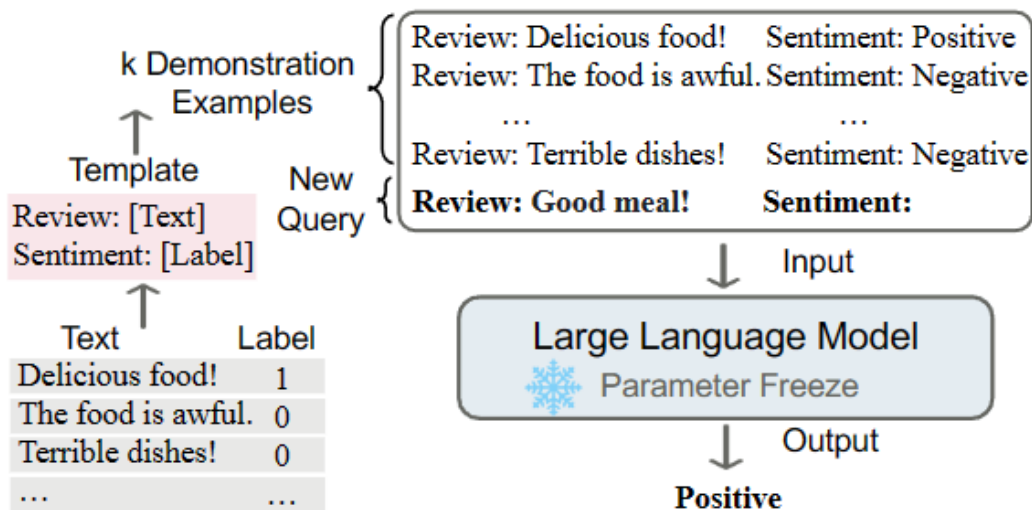 k Demonstration
Examples
Review: Delicious food! Sentiment: Positive
Review: The food is awful. Sentiment: Negative
... ...
Review: Terrible dishes! Sentiment: Negative
New
Query
Review: Good meal! Sentiment:
Template
Review: [Text]
Sentiment: [Label]
Text Label
Delicious food! 1
The food is awful. 0
Terrible dishes! 0
... ...
Input
Large Language Model
Parameter Freeze
Output
Positive